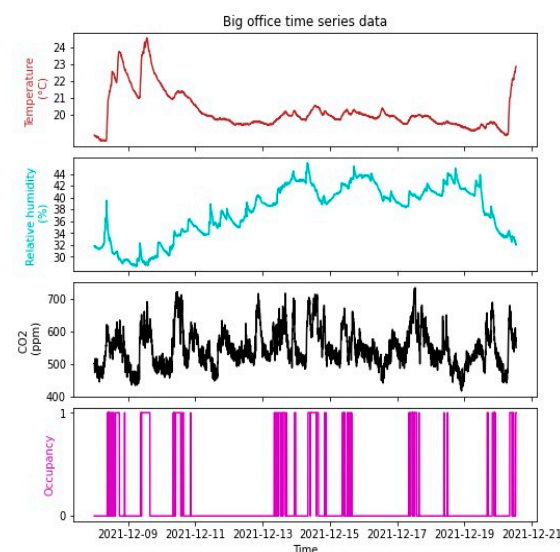 Big office time series data
Temperature
(°C)
24
23
22
21
20
Relative humidity
(%)
44
42
40
38
36
34
32
30
CO2
(ppm)
700
600
500
400
Occupancy
1
0
2021-12-09 2021-12-11 2021-12-13 2021-12-15 2021-12-17 2021-12-19 2021-12-21
Time